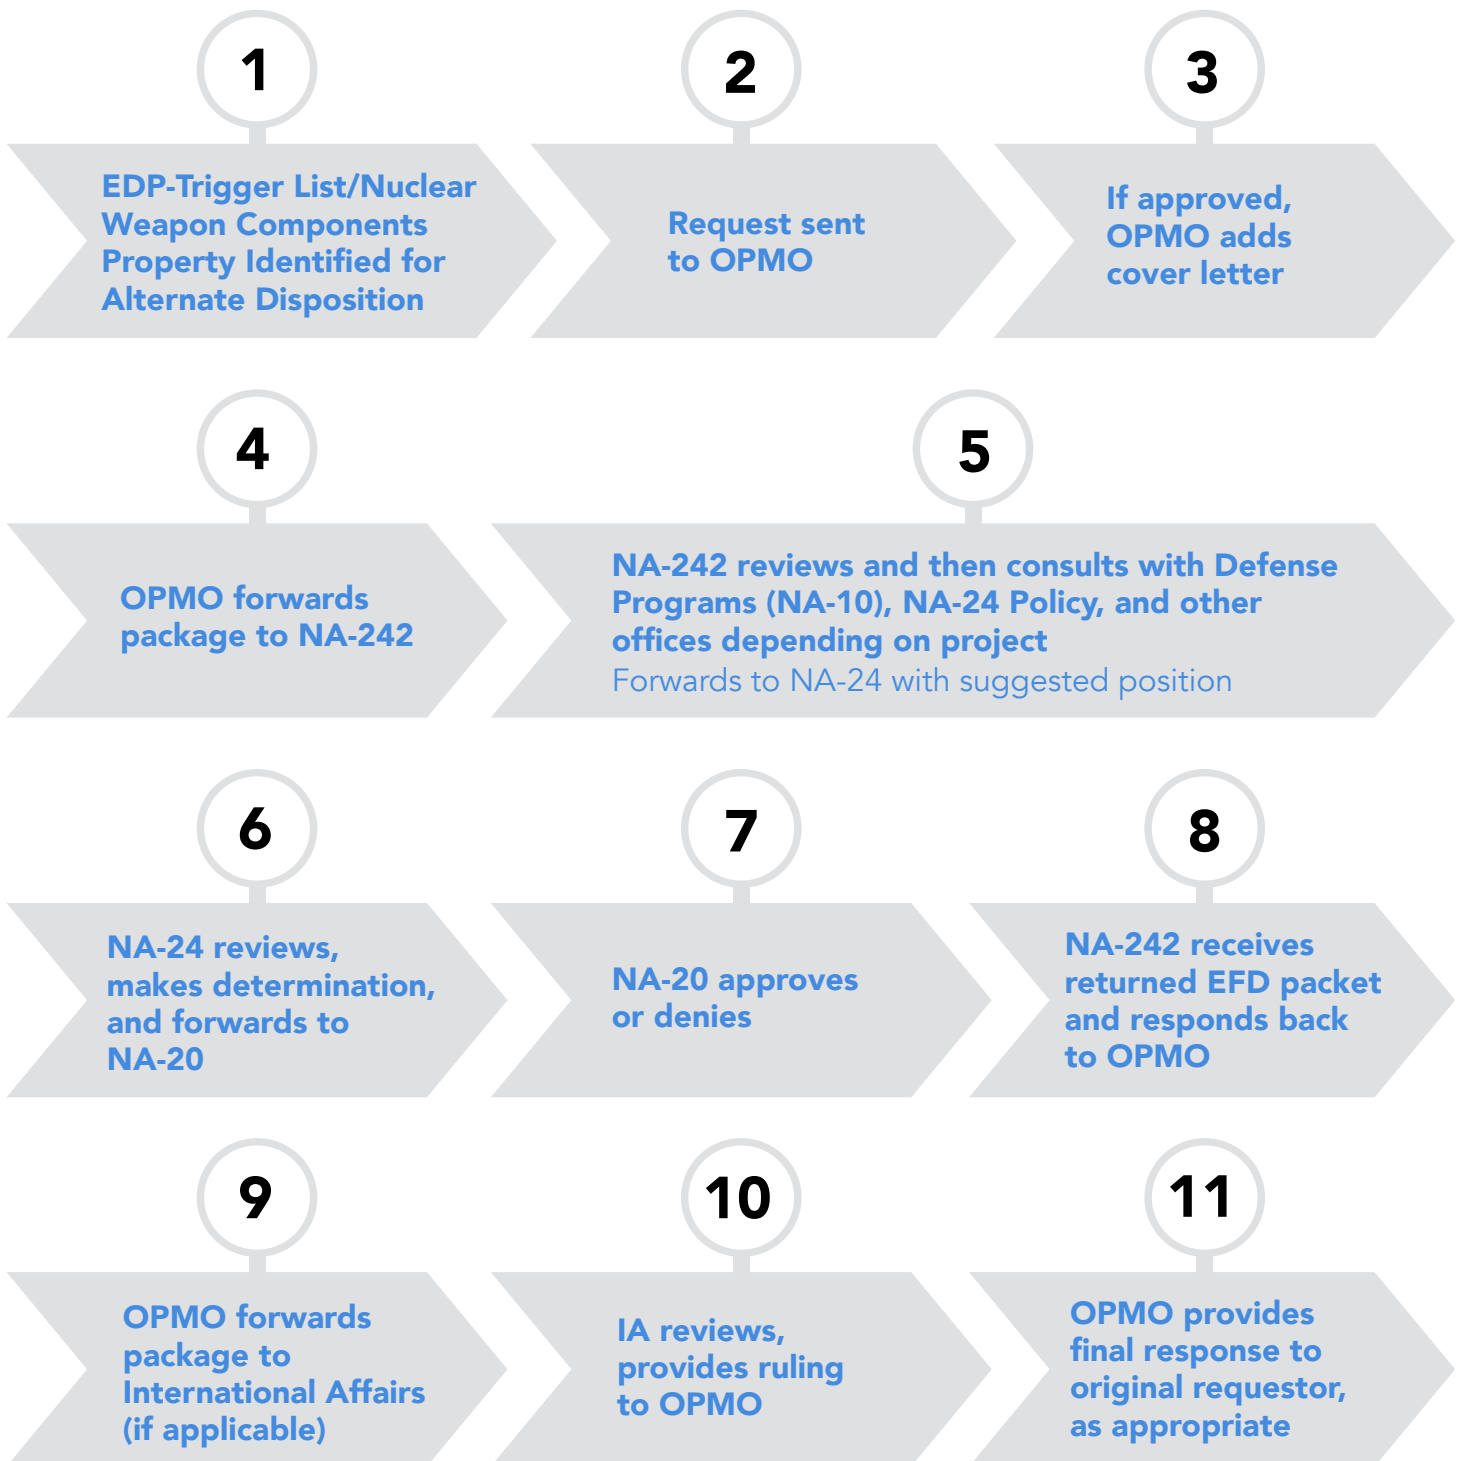 1
EDP-Trigger List/Nuclear
Weapon Components
Property Identified for
Alternate Disposition
2
Request sent
to OPMO
3
If approved,
OPMO adds
cover letter
4
OPMO forwards
package to NA-242
5
NA-242 reviews and then consults with Defense
Programs (NA-10), NA-24 Policy, and other
offices depending on project
Forwards to NA-24 with suggested position
6
NA-24 reviews,
makes determination,
and forwards to
NA-20
7
NA-20 approves
or denies
8
NA-242 receives
returned EFD packet
and responds back
to OPMO
9
OPMO forwards
package to
International Affairs
(if applicable)
10
IA reviews,
provides ruling
to OPMO
11
OPMO provides
final response to
original requestor,
as appropriate